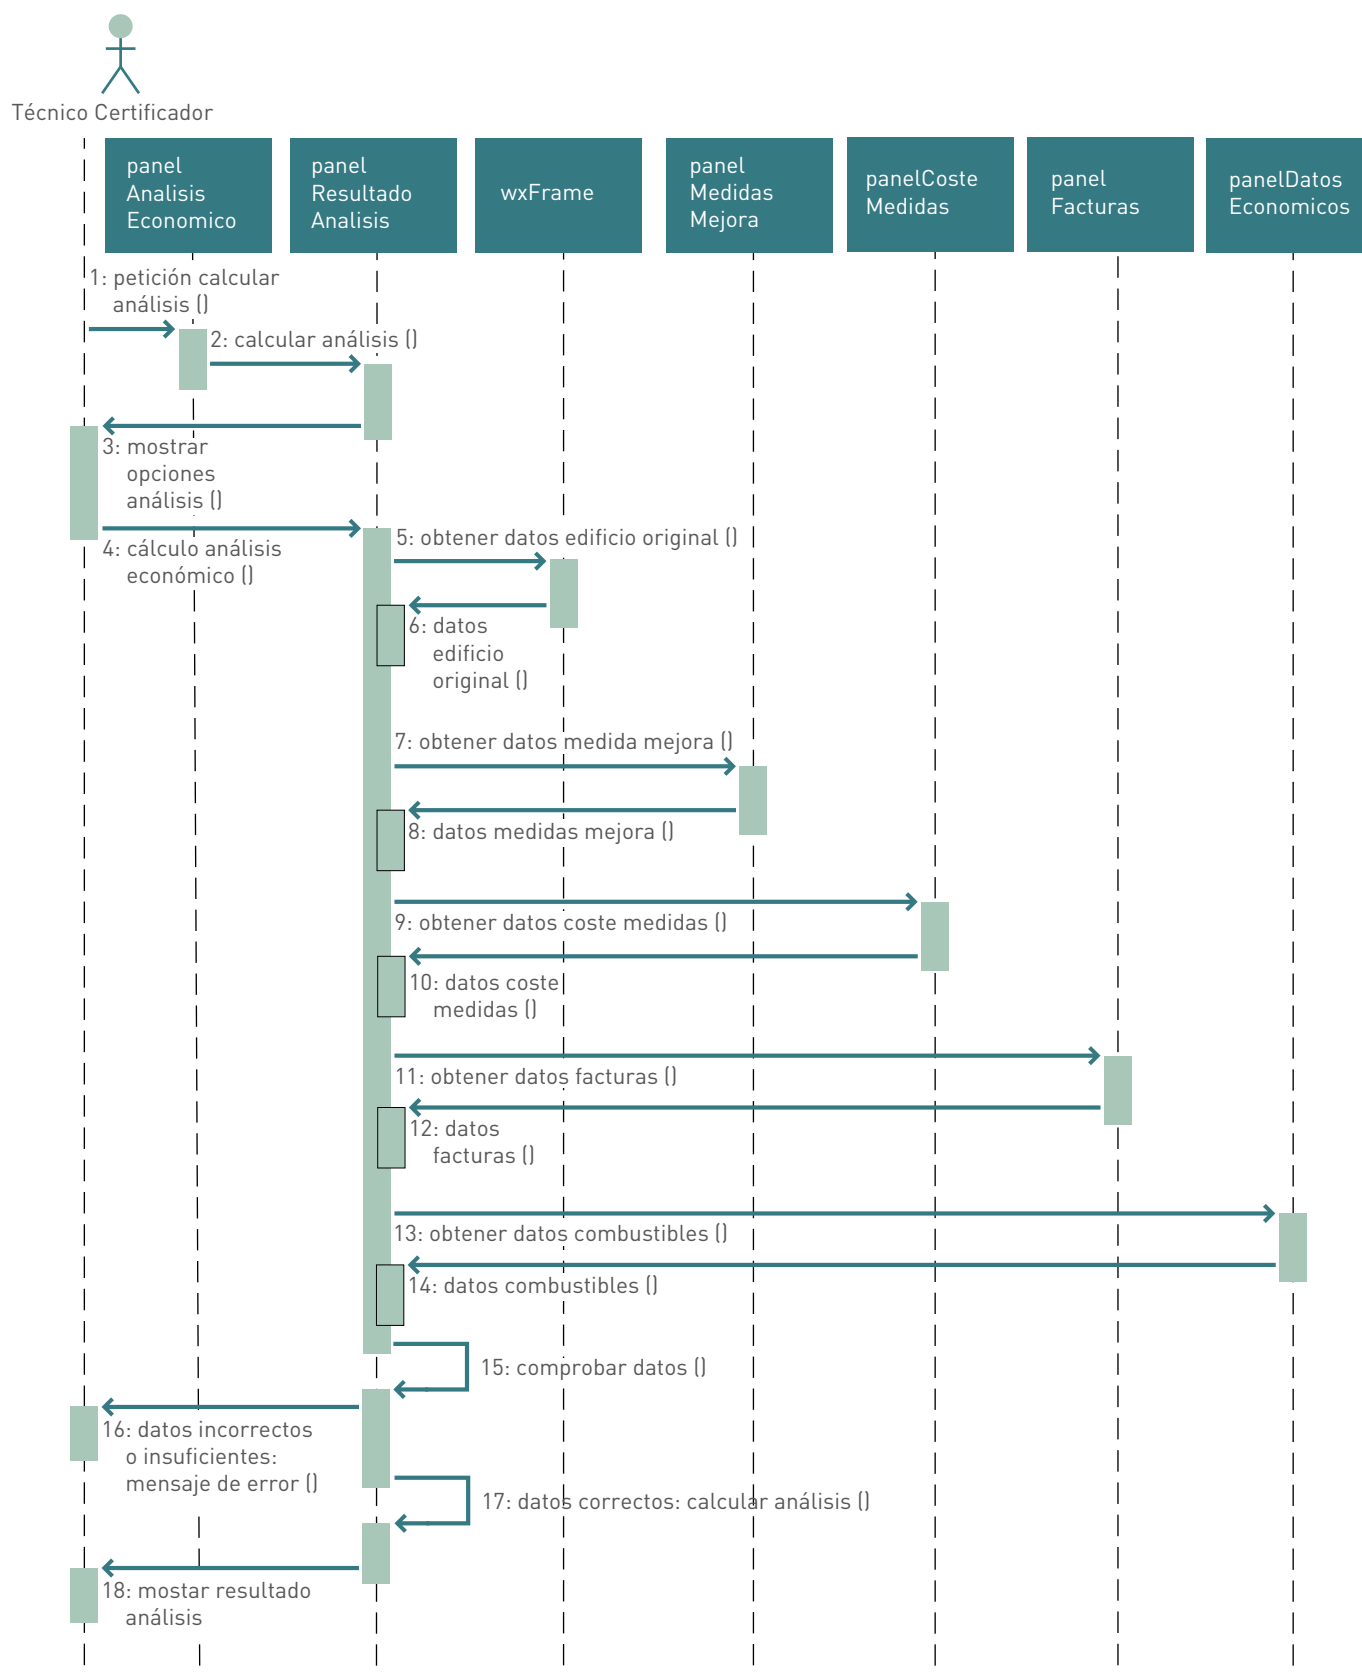 Técnico Certificador
panel
Analisis
Economico
panel
Resultado
Analisis
wxFrame
panel
Medidas
Mejora
panelCoste
Medidas
panel
Facturas
panelDatos
Economicos
1: petición calcular
análisis ()
2: calcular análisis ()
3: mostrar
opciones
análisis ()
4: cálculo análisis
económico ()
5: obtener datos edificio original ()
6: datos
edificio
original ()
7: obtener datos medida mejora ()
8: datos medidas mejora ()
9: obtener datos coste medidas ()
10: datos coste
medidas ()
11: obtener datos facturas ()
12: datos
facturas ()
13: obtener datos combustibles ()
14: datos combustibles ()
15: comprobar datos ()
16: datos incorrectos
o insuficientes:
mensaje de error ()
17: datos correctos: calcular análisis ()
18: mostar resultado
análisis